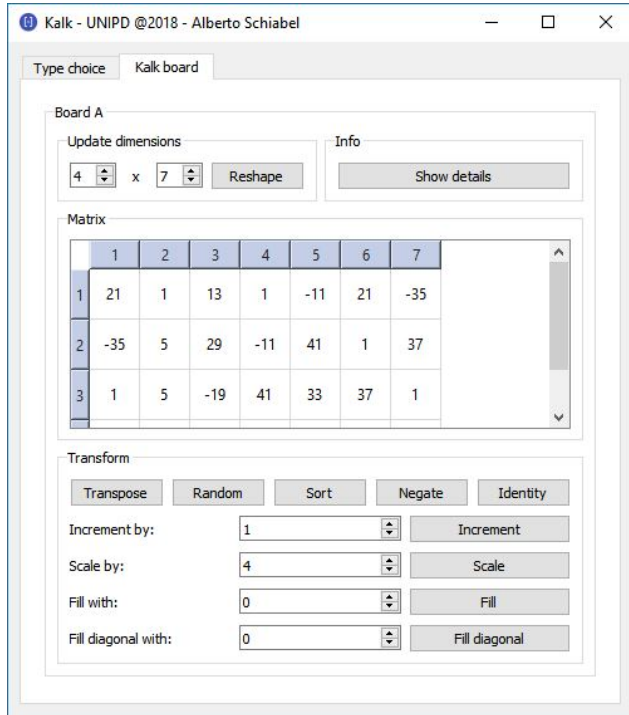 Kalk - UNIPD @2018 - Alberto Schiabel
Type choice Kalk board
Board A
Update dimensions Info
4 x 7 Reshape Show details
Matrix
1 2 3 4 5 6 7
1 21 1 13 1 -11 21 -35
2 -35 5 29 -11 41 1 37
3 1 5 -19 41 33 37 1
Transform
Transpose Random Sort Negate Identity
Increment by: 1 Increment
Scale by: 4 Scale
Fill with: 0 Fill
Fill diagonal with: 0 Fill diagonal